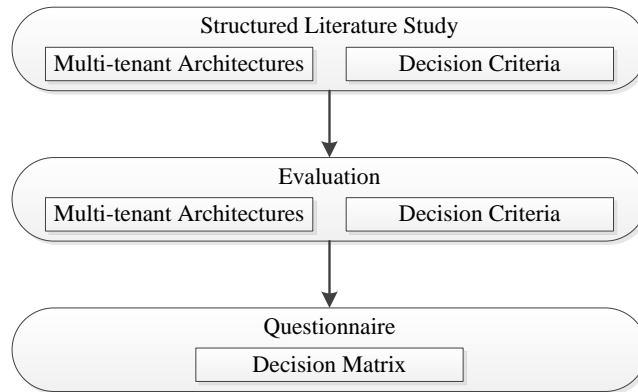 Structured Literature Study
Multi-tenant Architectures
Decision Criteria
Evaluation
Multi-tenant Architectures
Decision Criteria
Questionnaire
Decision Matrix